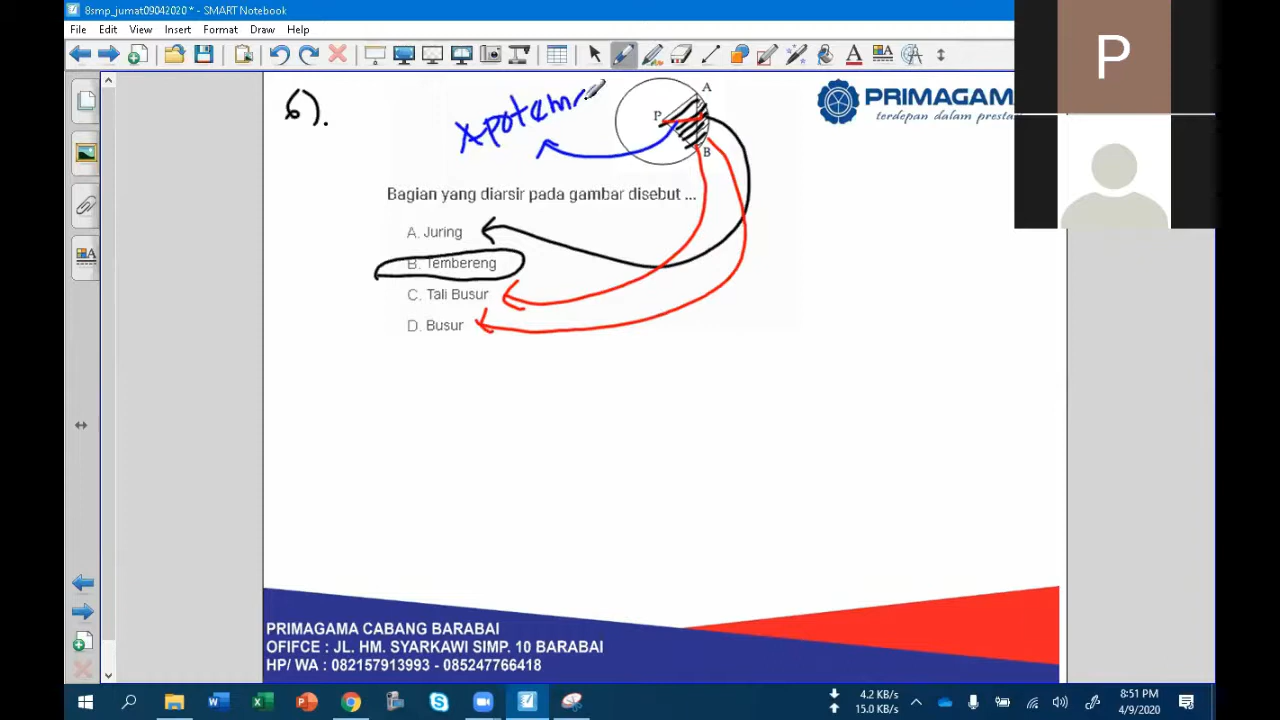 8smp_jumat09042020 * - SMART Notebook
File Edit View Insert Format Draw Help
P
6).
xpotem
A
P
B
PRIMAGAM
terdepan dalam presta
Bagian yang diarsir pada gambar disebut ...
A. Juring
B. Tembereng
C. Tali Busur
D. Busur
PRIMAGAMA CABANG BARABAI
OFIFCE : JL. HM. SYARKAWI SIMP. 10 BARABAI
HP/ WA : 082157913993 - 085247766418
4.2 KB/s
15.0 KB/s
8:51 PM
4/9/2020